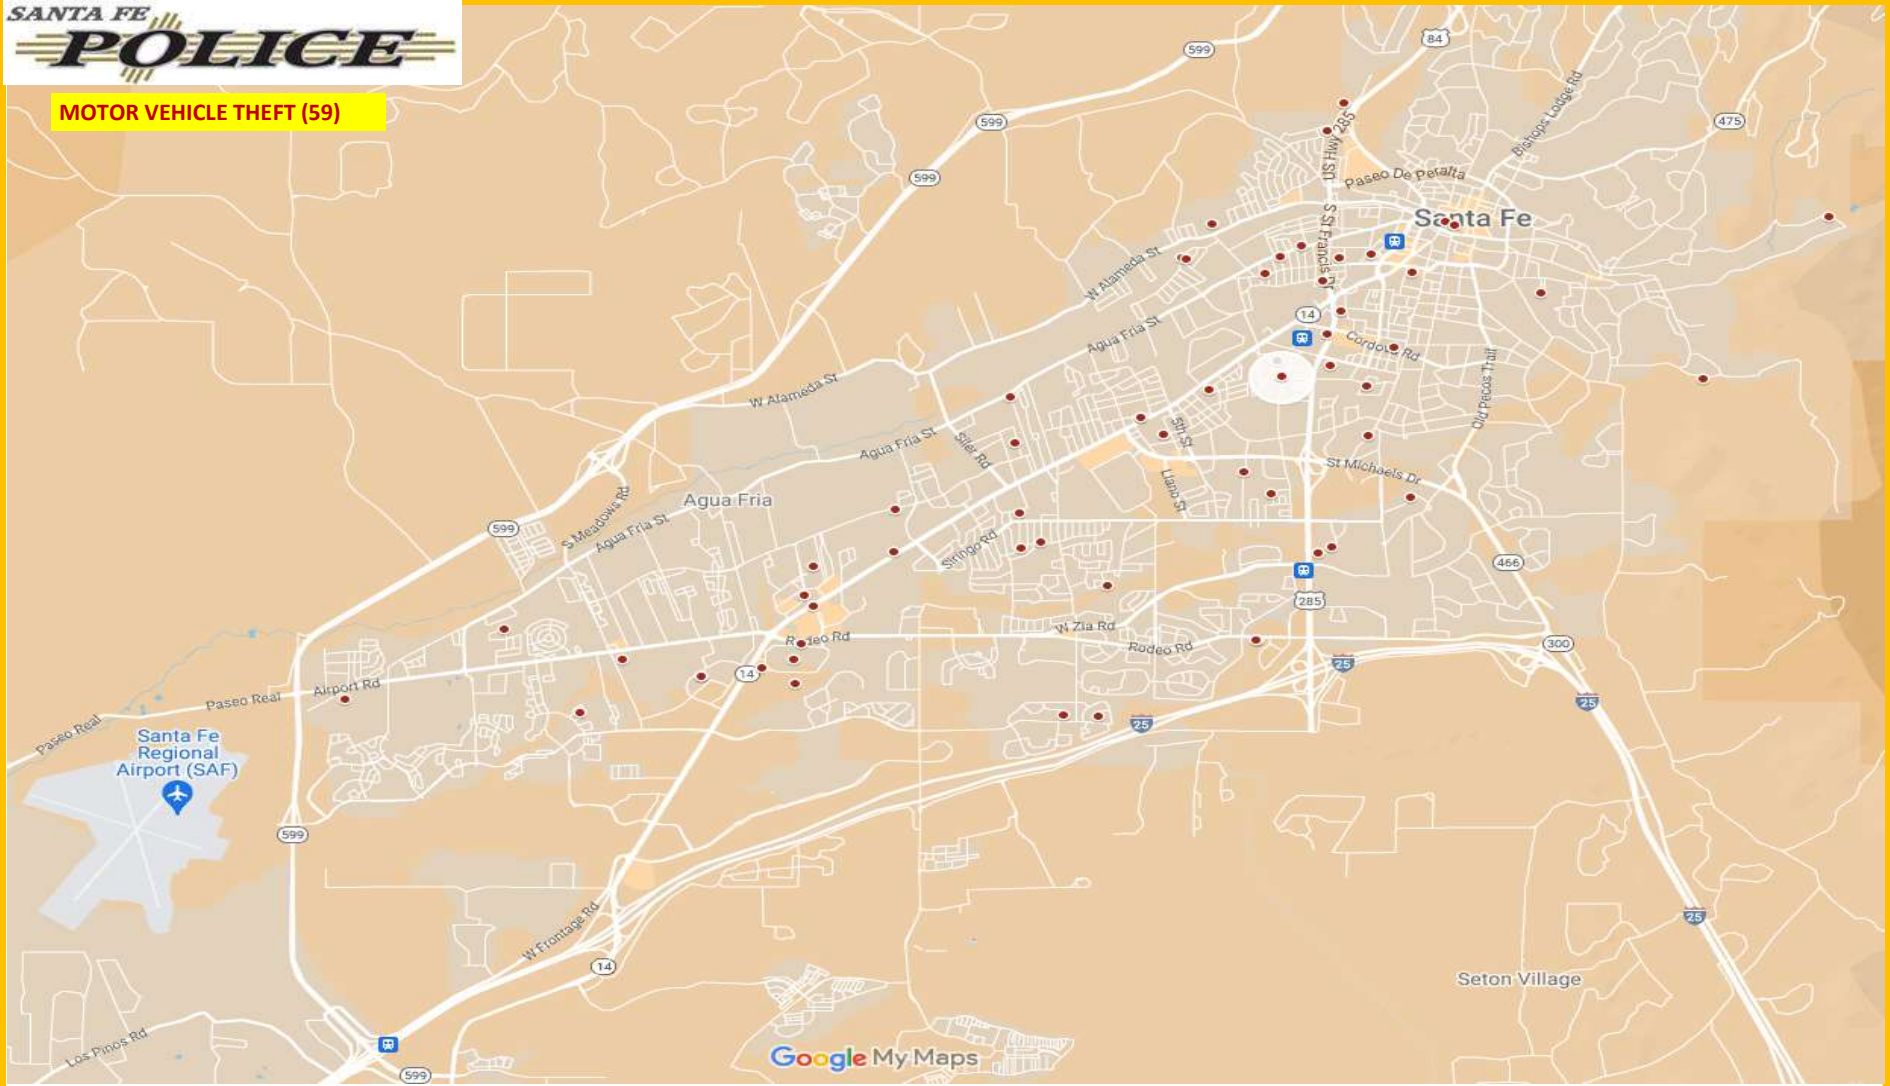 SANTA FE
POLICE
MOTOR VEHICLE THEFT (59)
84
599
Bishops Lodge Rd
475
599
US Hwy 285
599
Paseo De Peralta
Santa Fe
S St Francis Dr
W Alameda St
14
Agua Fria St
Cordova Rd
Old Pecos Trail
W Alameda St
5th St
Agua Fria St
Siler Rd
St Michaels Dr
Llano St
Agua Fria
S Meadows Rd
599
Agua Fria St
Siringo Rd
466
285
W Zia Rd
Rodeo Rd
Rodeo Rd
300
25
14
Airport Rd
Paseo Real
25
25
Paseo Real
Santa Fe
Regional
Airport (SAF)
599
25
W Frontage Rd
14
Seton Village
Los Pinos Rd
Google My Maps
599